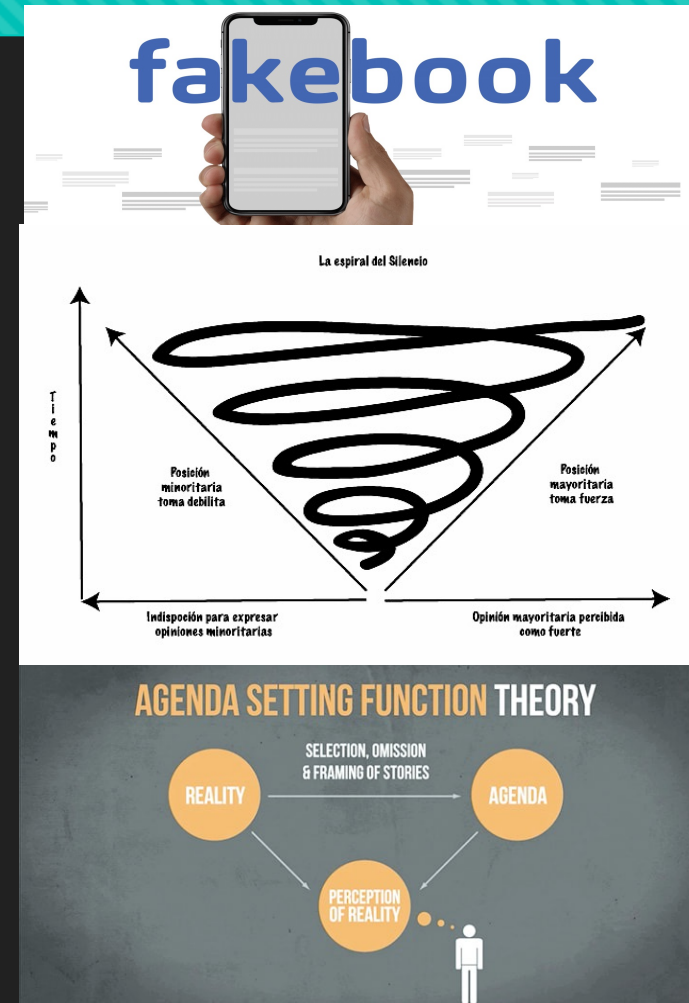 fakebook
La espiral del Silencio
Tiempo
Posición
minoritaria
toma debilita
Posición
mayoritaria
toma fuerza
Indispoción para expresar
opiniones minoritarias
Opinión mayoritaria percibida
como fuerte
AGENDA SETTING FUNCTION THEORY
SELECTION, OMISSION
& FRAMING OF STORIES
REALITY
AGENDA
PERCEPTION
OF REALITY